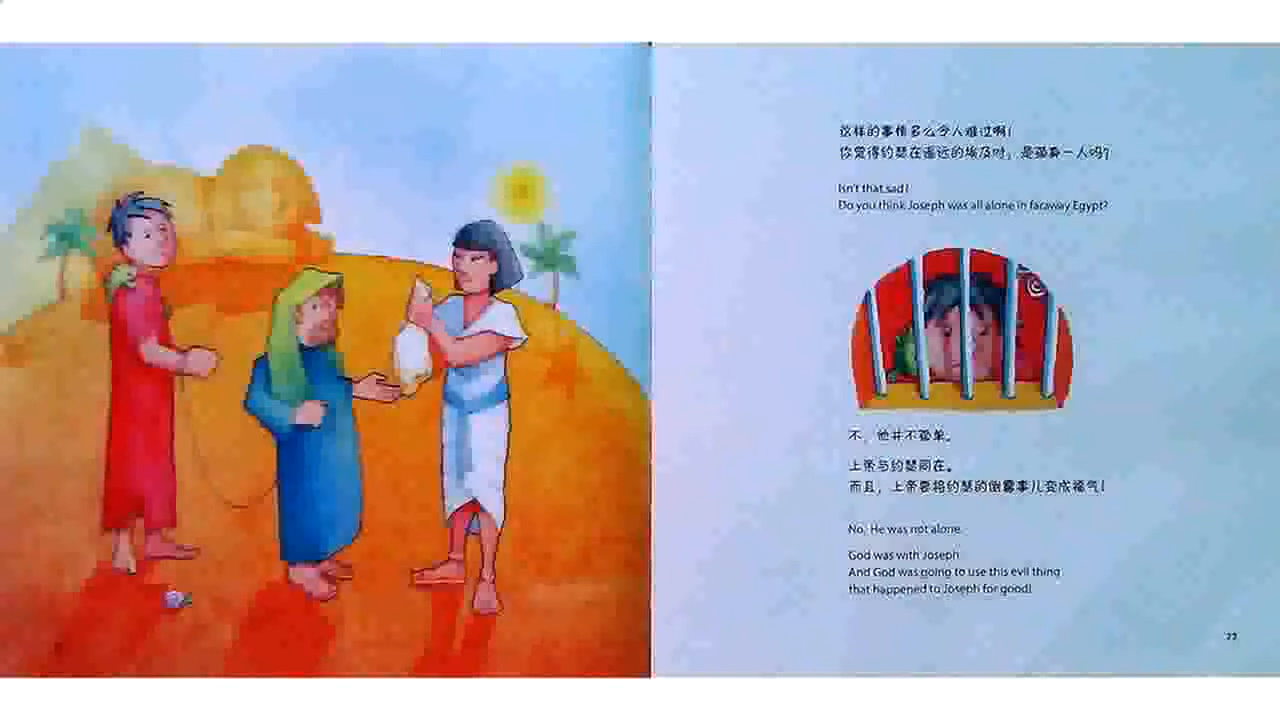 这样的事情多么令人难过啊！
你觉得约瑟在遥远的埃及时，是孤身一人吗？
Isn't that sad!
Do you think Joseph was all alone in faraway Egypt?
不，他并不孤单。
上帝与约瑟同在。
而且，上帝要将约瑟的倒霉事儿变成福气！
No. He was not alone.
God was with Joseph.
And God was going to use this evil thing
that happened to Joseph for good!